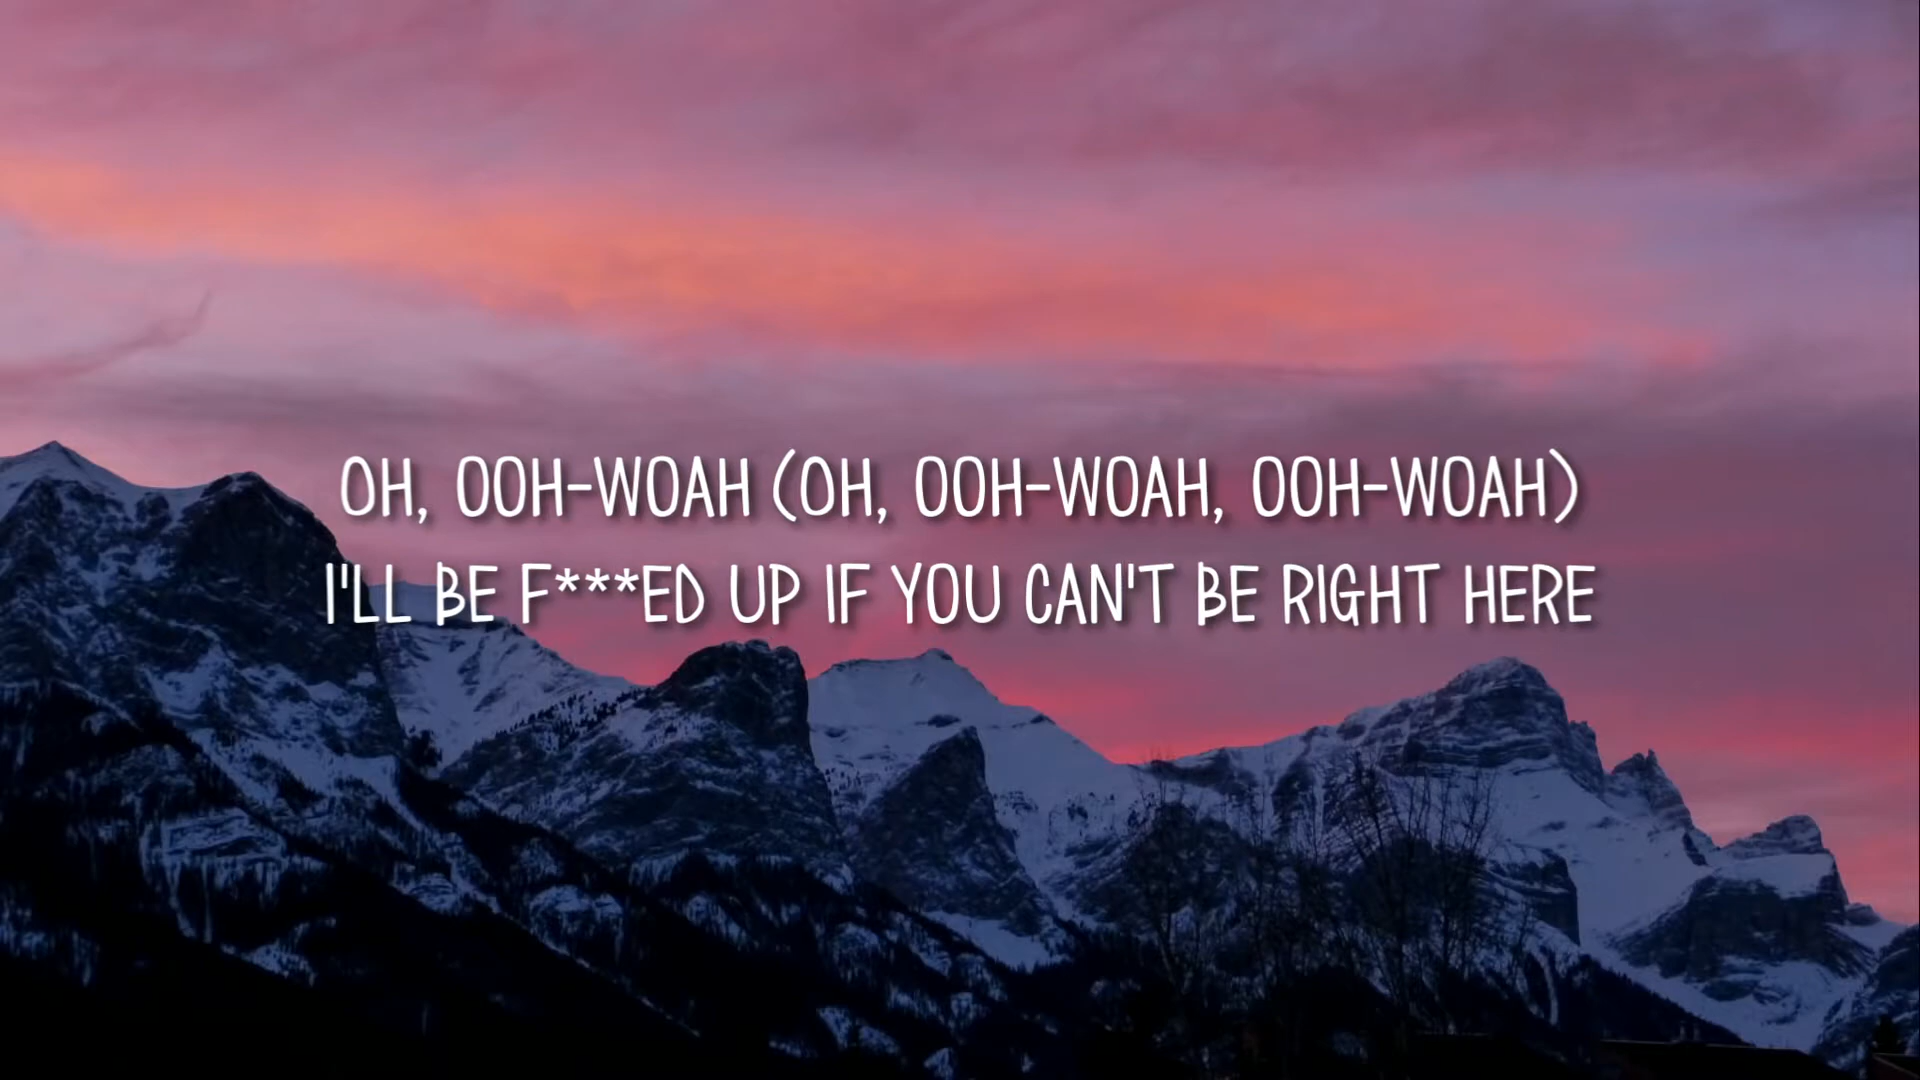 OH, OOH-WOAH (OH, OOH-WOAH, OOH-WOAH)
I'LL BE F***ED UP IF YOU CAN'T BE RIGHT HERE